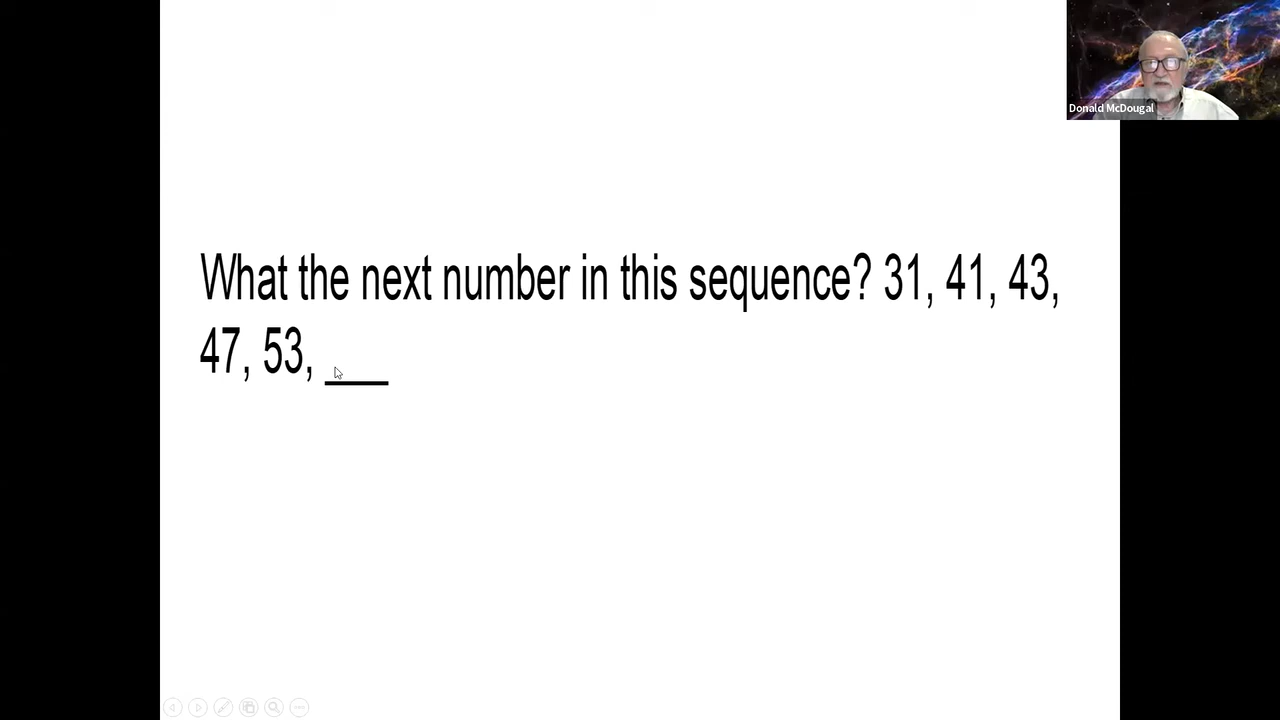 Donald McDougal
What the next number in this sequence? 31, 41, 43,
47, 53, ___